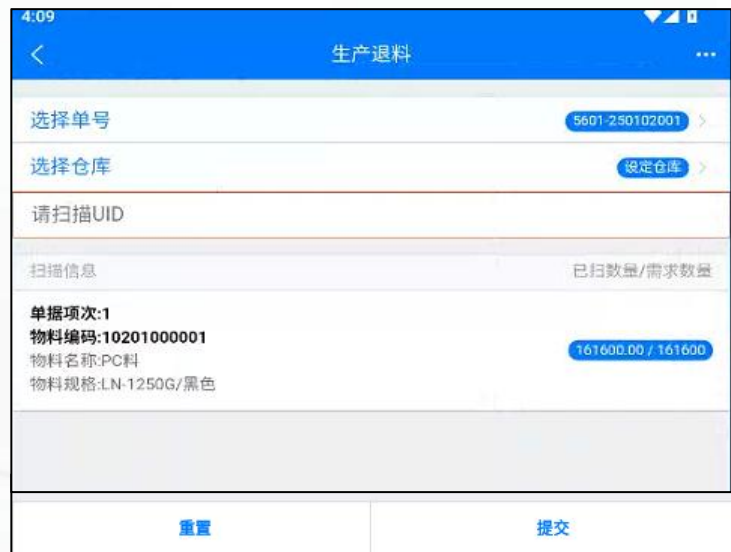 4:09
生产退料
选择单号 5601-250102001
选择仓库 设定仓库
请扫描UID
扫描信息 已扫数量/需求数量
单据项次:1
物料编码:10201000001
物料名称:PC料
物料规格:LN-1250G/黑色
161600.00 / 161600
重置 提交